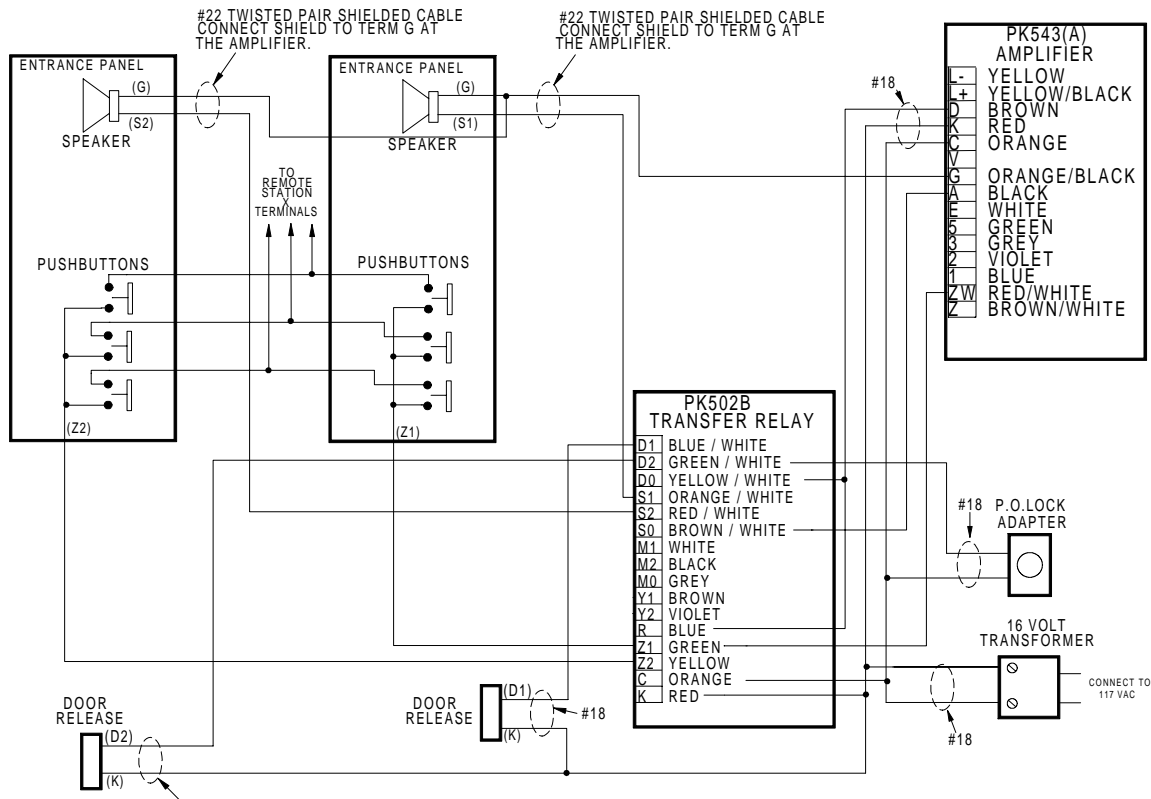 #22 TWISTED PAIR SHIELDED CABLE
CONNECT SHIELD TO TERM G AT
THE AMPLIFIER.
#22 TWISTED PAIR SHIELDED CABLE
CONNECT SHIELD TO TERM G AT
THE AMPLIFIER.
ENTRANCE PANEL
(G)
(S2)
SPEAKER
PUSHBUTTONS
(Z2)
ENTRANCE PANEL
(G)
(S1)
SPEAKER
PUSHBUTTONS
(Z1)
TO
REMOTE
STATION
X
TERMINALS
#18
PK543(A)
AMPLIFIER
L- YELLOW
L+ YELLOW/BLACK
D BROWN
K RED
C ORANGE
V
G ORANGE/BLACK
A BLACK
E WHITE
5 GREEN
3 GREY
2 VIOLET
1 BLUE
ZW RED/WHITE
Z BROWN/WHITE
PK502B
TRANSFER RELAY
D1 BLUE / WHITE
D2 GREEN / WHITE
D0 YELLOW / WHITE
S1 ORANGE / WHITE
S2 RED / WHITE
S0 BROWN / WHITE
M1 WHITE
M2 BLACK
M0 GREY
Y1 BROWN
Y2 VIOLET
R BLUE
Z1 GREEN
Z2 YELLOW
C ORANGE
K RED
#18
P.O.LOCK
ADAPTER
16 VOLT
TRANSFORMER
CONNECT TO
117 VAC
#18
DOOR
RELEASE
(D1)
(K)
#18
DOOR
RELEASE
(D2)
(K)